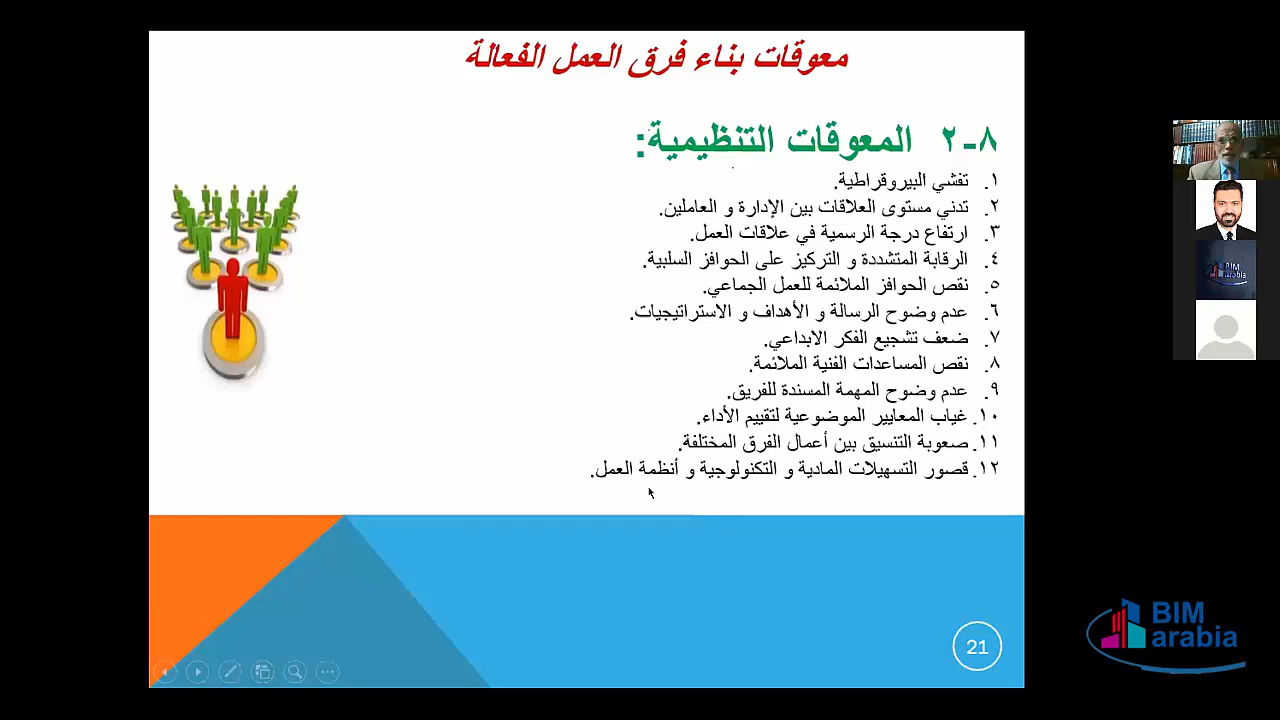 معوقات بناء فرق العمل الفعالة
٨-٢ المعوقات التنظيمية:
١. تفشي البيروقراطية.
٢. تدني مستوى العلاقات بين الإدارة و العاملين.
٣. ارتفاع درجة الرسمية في علاقات العمل.
٤. الرقابة المتشددة و التركيز على الحوافز السلبية.
٥. نقص الحوافز الملائمة للعمل الجماعي.
٦. عدم وضوح الرسالة و الأهداف و الاستراتيجيات.
٧. ضعف تشجيع الفكر الابداعي.
٨. نقص المساعدات الفنية الملائمة.
٩. عدم وضوح المهمة المسندة للفريق.
١٠. غياب المعايير الموضوعية لتقييم الأداء.
١١. صعوبة التنسيق بين أعمال الفرق المختلفة.
١٢. قصور التسهيلات المادية و التكنولوجية و أنظمة العمل.
21
BIM
arabia
BIM
arabia